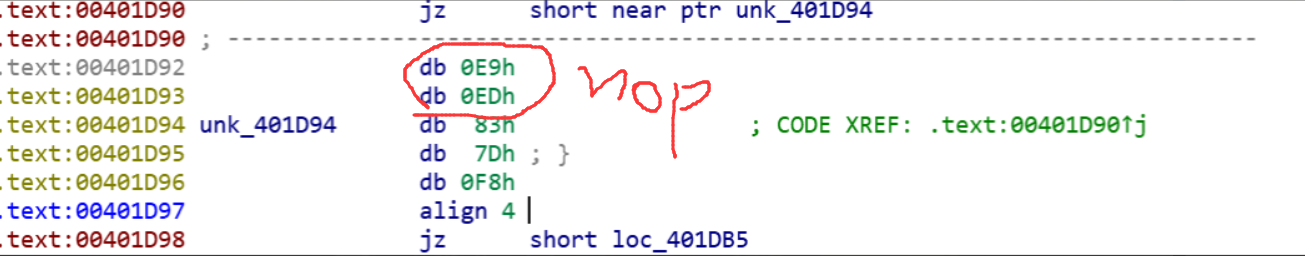 .text:00401D90 jz short near ptr unk_401D94
.text:00401D90 ; ---------------------------------------------------------------------------
.text:00401D92 db 0E9h
.text:00401D93 db 0EDh
nop
.text:00401D94 unk_401D94 db 83h ; CODE XREF: .text:00401D90↑j
.text:00401D95 db 7Dh ; }
.text:00401D96 db 0F8h
.text:00401D97 align 4
.text:00401D98 jz short loc_401DB5